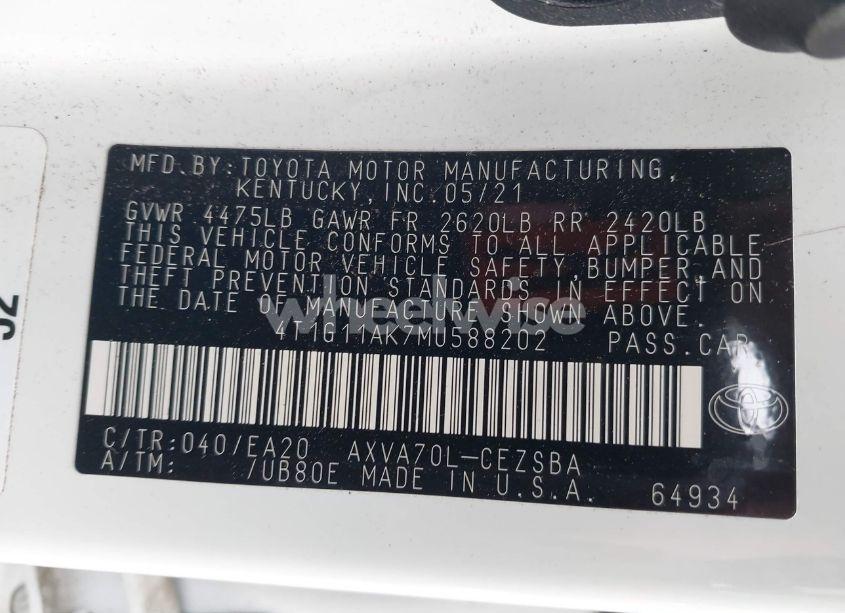 MFD.BY:TOYOTA MOTOR MANUFACTURING,
KENTUCKY,INC.05/21
GVWR 4475LB GAWR FR 2620LB RR 2420LB
THIS VEHICLE CONFORMS TO ALL APPLICABLE
FEDERAL MOTOR VEHICLE SAFETY,BUMPER,AND
THEFT PREVENTION STANDARDS IN EFFECT ON
THE DATE OF MANUFACTURE SHOWN ABOVE.
wheelwise
4T1G11AK7MU588202 PASS.CAR
C/TR:040/EA20 AXVA70L-CEZSBA
A/TM: /UB80E MADE IN U.S.A. 64934